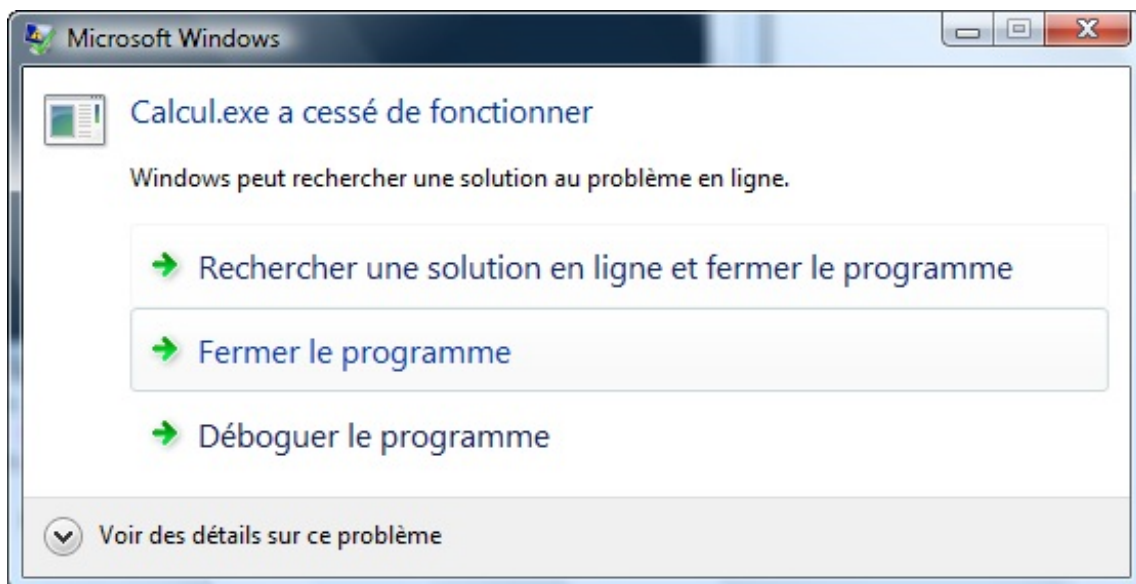 Microsoft Windows
Calcul.exe a cessé de fonctionner
Windows peut rechercher une solution au problème en ligne.
Rechercher une solution en ligne et fermer le programme
Fermer le programme
Déboguer le programme
Voir des détails sur ce problème